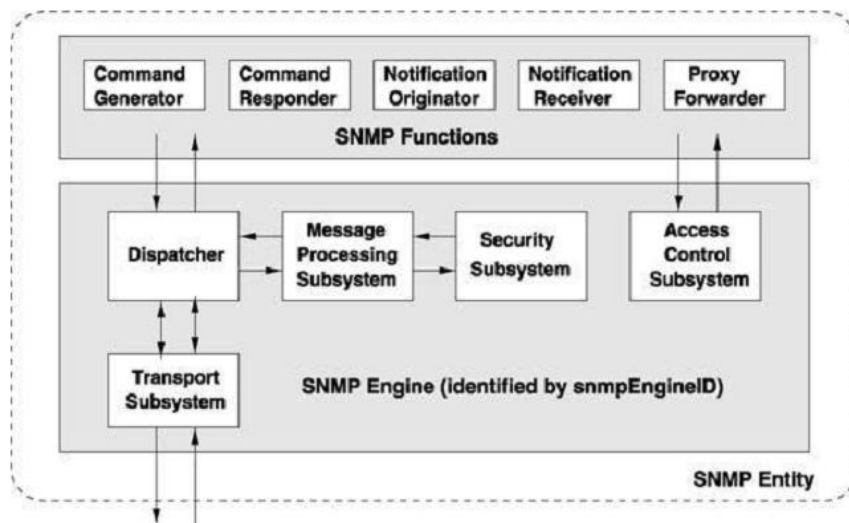 Command
Generator
Command
Responder
Notification
Originator
Notification
Receiver
Proxy
Forwarder
SNMP Functions
Dispatcher
Message
Processing
Subsystem
Security
Subsystem
Access
Control
Subsystem
Transport
Subsystem
SNMP Engine (identified by snmpEngineID)
SNMP Entity